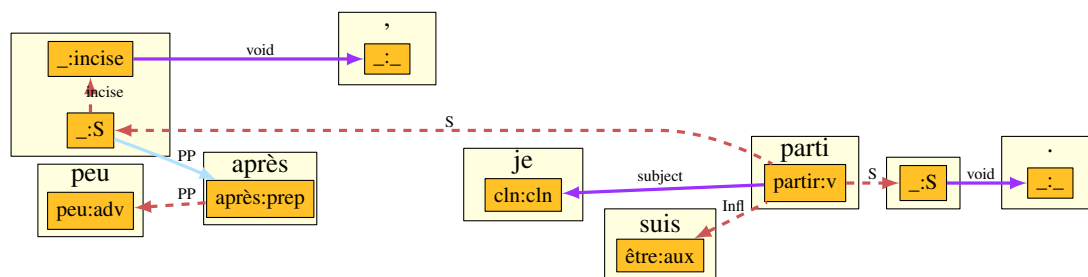 ,
_:incise
void
_:_
incise
_:S
S
PP
peu
après
je
parti
.
peu:adv
PP
après:prep
cln:cln
subject
partir:v
S
_:S
void
_:_
Infl
suis
être:aux